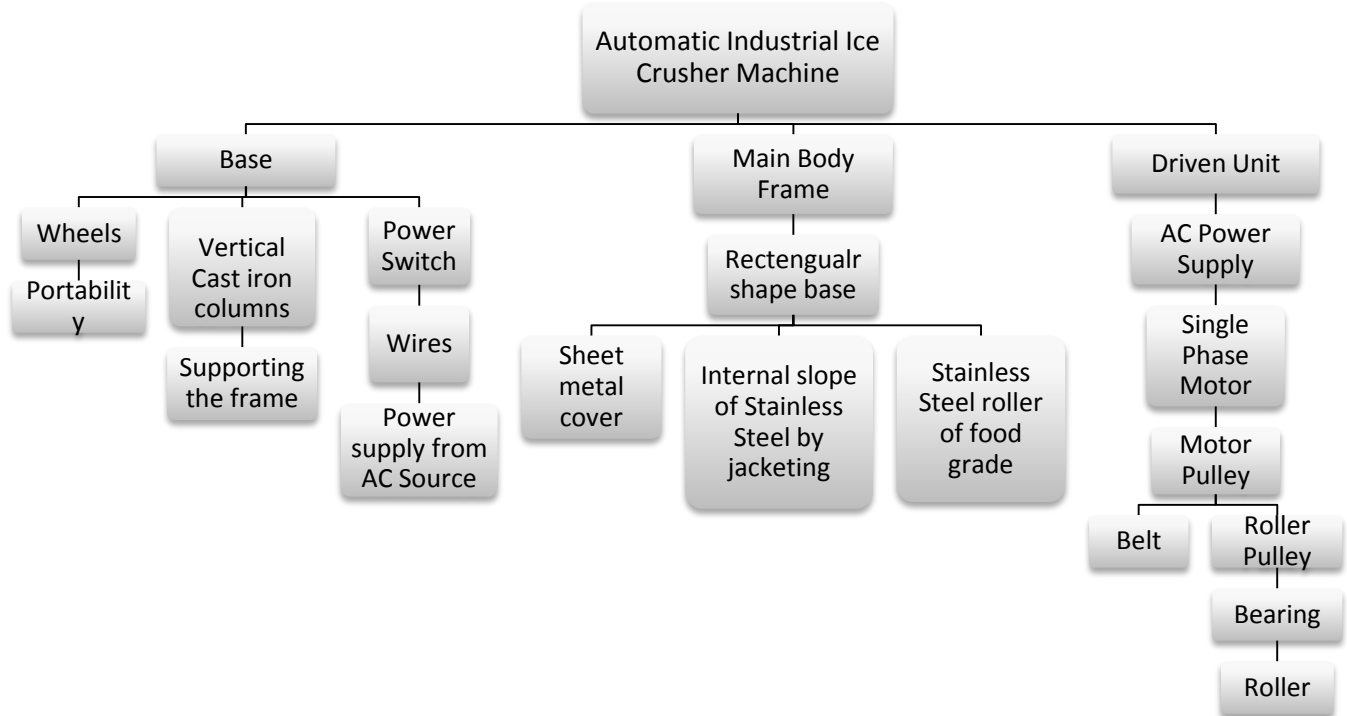 Automatic Industrial Ice
Crusher Machine
Base
Main Body
Frame
Driven Unit
Wheels
Portabilit
y
Vertical
Cast iron
columns
Supporting
the frame
Power
Switch
Wires
Power
supply from
AC Source
Rectengualr
shape base
Sheet
metal
cover
Internal slope
of Stainless
Steel by
jacketing
Stainless
Steel roller
of food
grade
AC Power
Supply
Single
Phase
Motor
Motor
Pulley
Belt
Roller
Pulley
Bearing
Roller